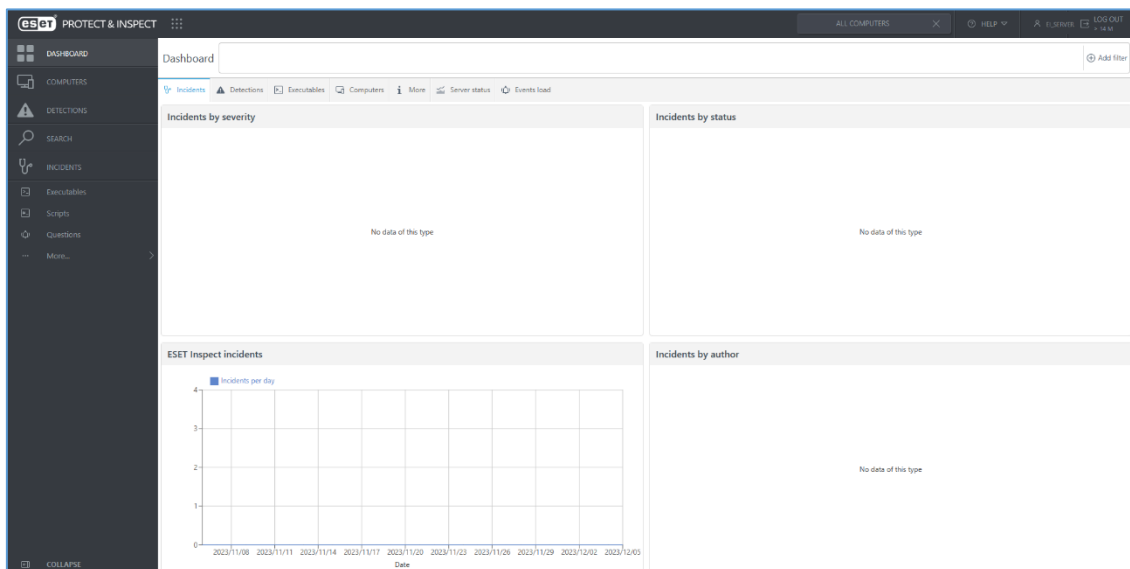 eset PROTECT & INSPECT
ALL COMPUTERS
HELP
EI_SERVER
LOG OUT
DASHBOARD
COMPUTERS
DETECTIONS
SEARCH
INCIDENTS
Executables
Scripts
Questions
More...
COLLAPSE
Dashboard
Add filter
Incidents
Detections
Executables
Computers
More
Server status
Events load
Incidents by severity
No data of this type
Incidents by status
No data of this type
ESET Inspect incidents
Incidents per day
4
3
2
1
0
2023/11/08 2023/11/11 2023/11/14 2023/11/17 2023/11/20 2023/11/23 2023/11/26 2023/11/29 2023/12/02 2023/12/05
Date
Incidents by author
No data of this type